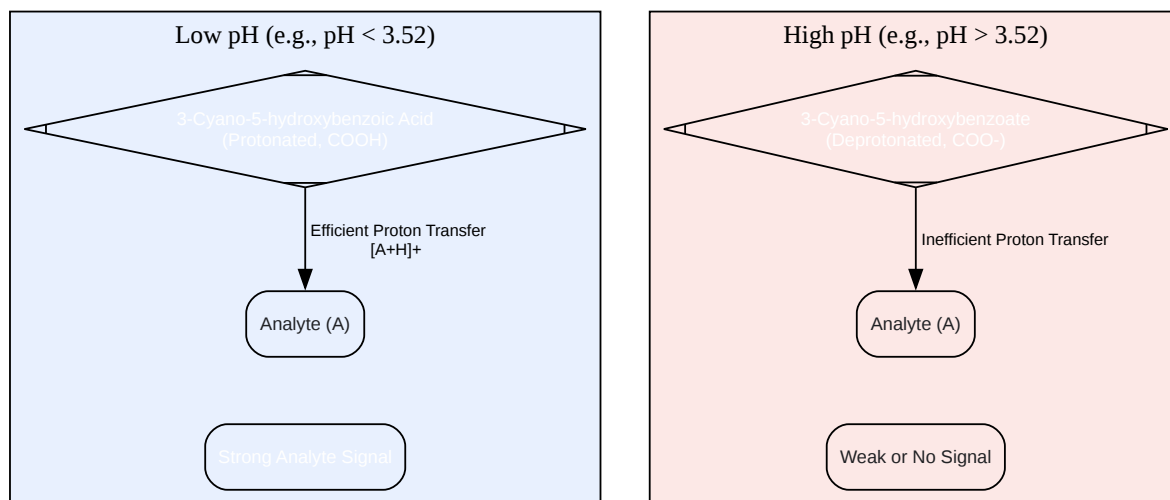 Low pH (e.g., pH < 3.52)
3-Cyano-5-hydroxybenzoic Acid
(Protonated, COOH)
Efficient Proton Transfer
[A+H]+
Analyte (A)
Strong Analyte Signal
High pH (e.g., pH > 3.52)
3-Cyano-5-hydroxybenzoate
(Deprotonated, COO-)
Inefficient Proton Transfer
Analyte (A)
Weak or No Signal